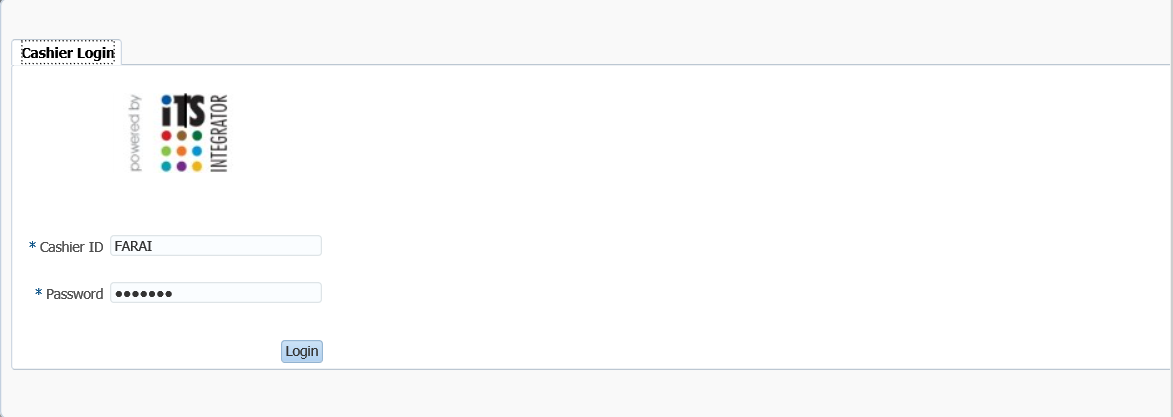 Cashier Login
powered by
iTS
INTEGRATOR
* Cashier ID FARAI
* Password •••••••
Login